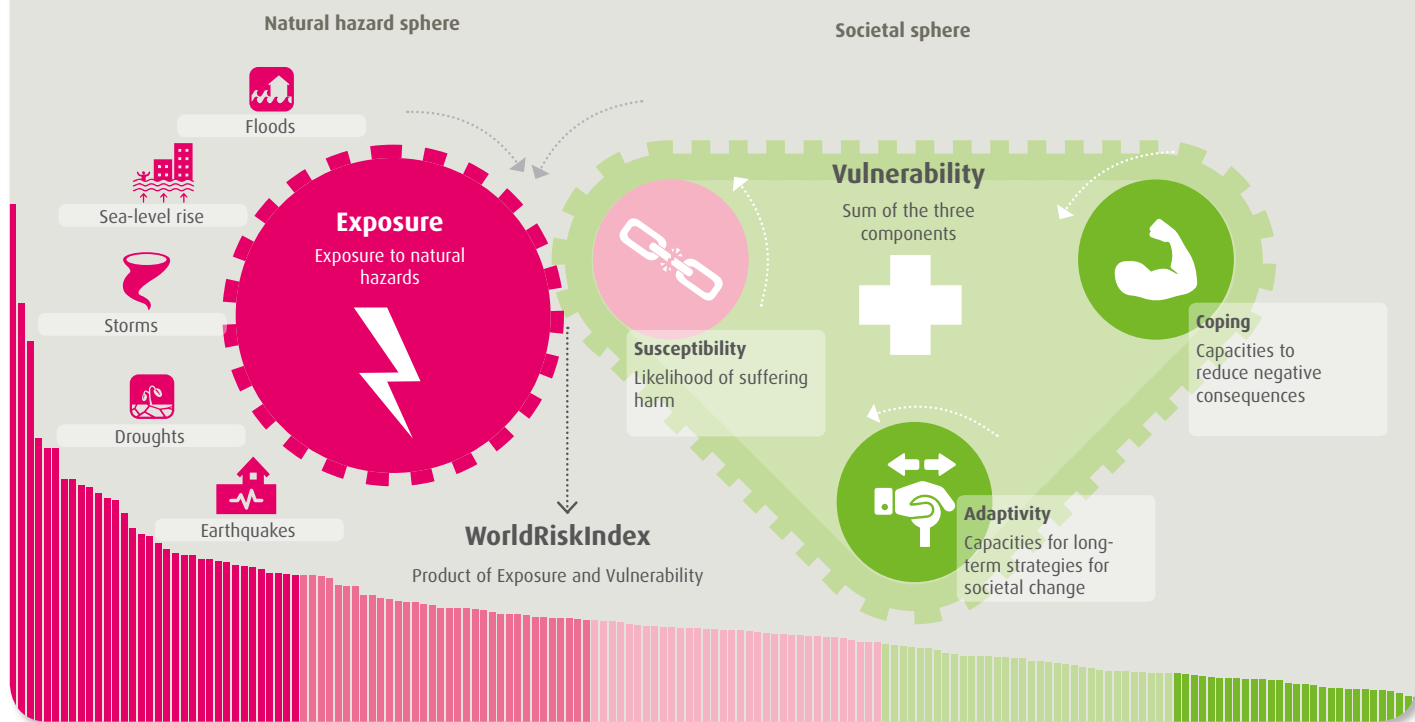 Natural hazard sphere
Societal sphere
Floods
Sea-level rise
Storms
Droughts
Earthquakes
Exposure
Exposure to natural
hazards
WorldRiskIndex
Product of Exposure and Vulnerability
Vulnerability
Sum of the three
components
Susceptibility
Likelihood of suffering
harm
Coping
Capacities to
reduce negative
consequences
Adaptivity
Capacities for long-
term strategies for
societal change